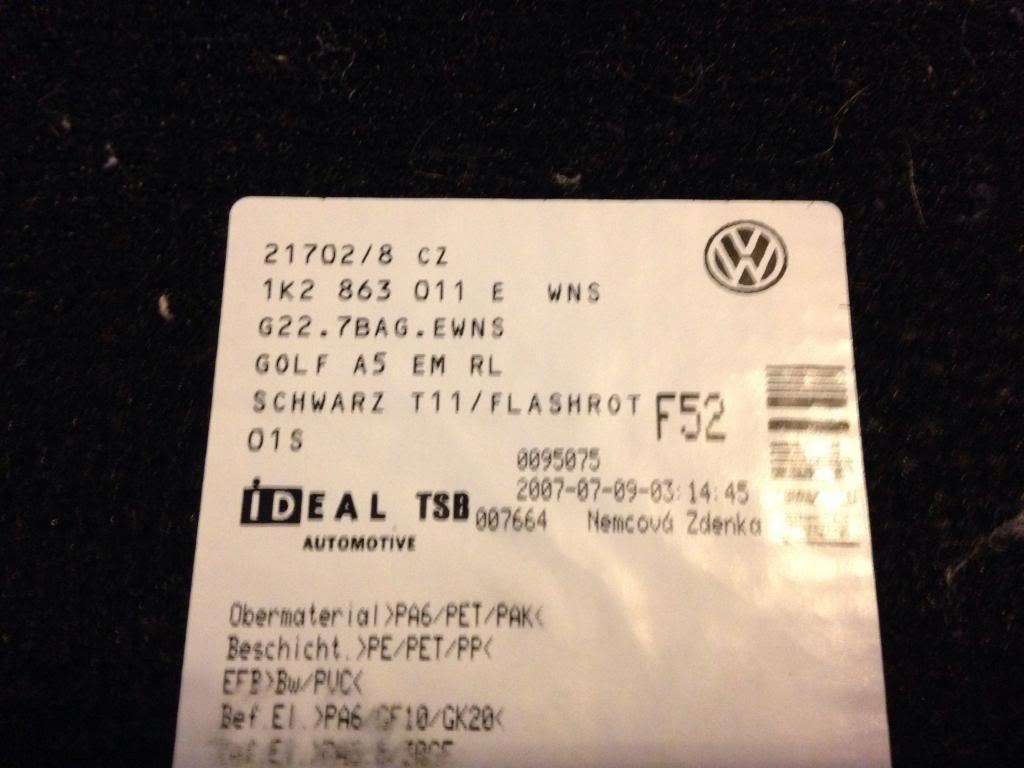 21702/8 CZ
1K2 863 011 E WNS
G22.7BAG.EWNS
GOLF A5 EM RL
SCHWARZ T11/FLASHROT F52
01S
0095075
2007-07-09-03:14:45
IDEAL TSB 007664 Nemcová Zdenka
AUTOMOTIVE
Obermaterial>PA6/PET/PAK<
Beschicht.>PE/PET/PP<
EFB>Bw/PVC<
Bef.El.>PA6/GF10/GK20<